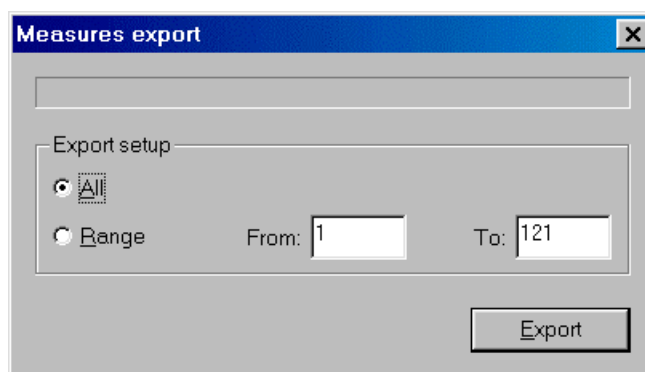 Measures export
Export setup
All
Range From: 1 To: 121
Export